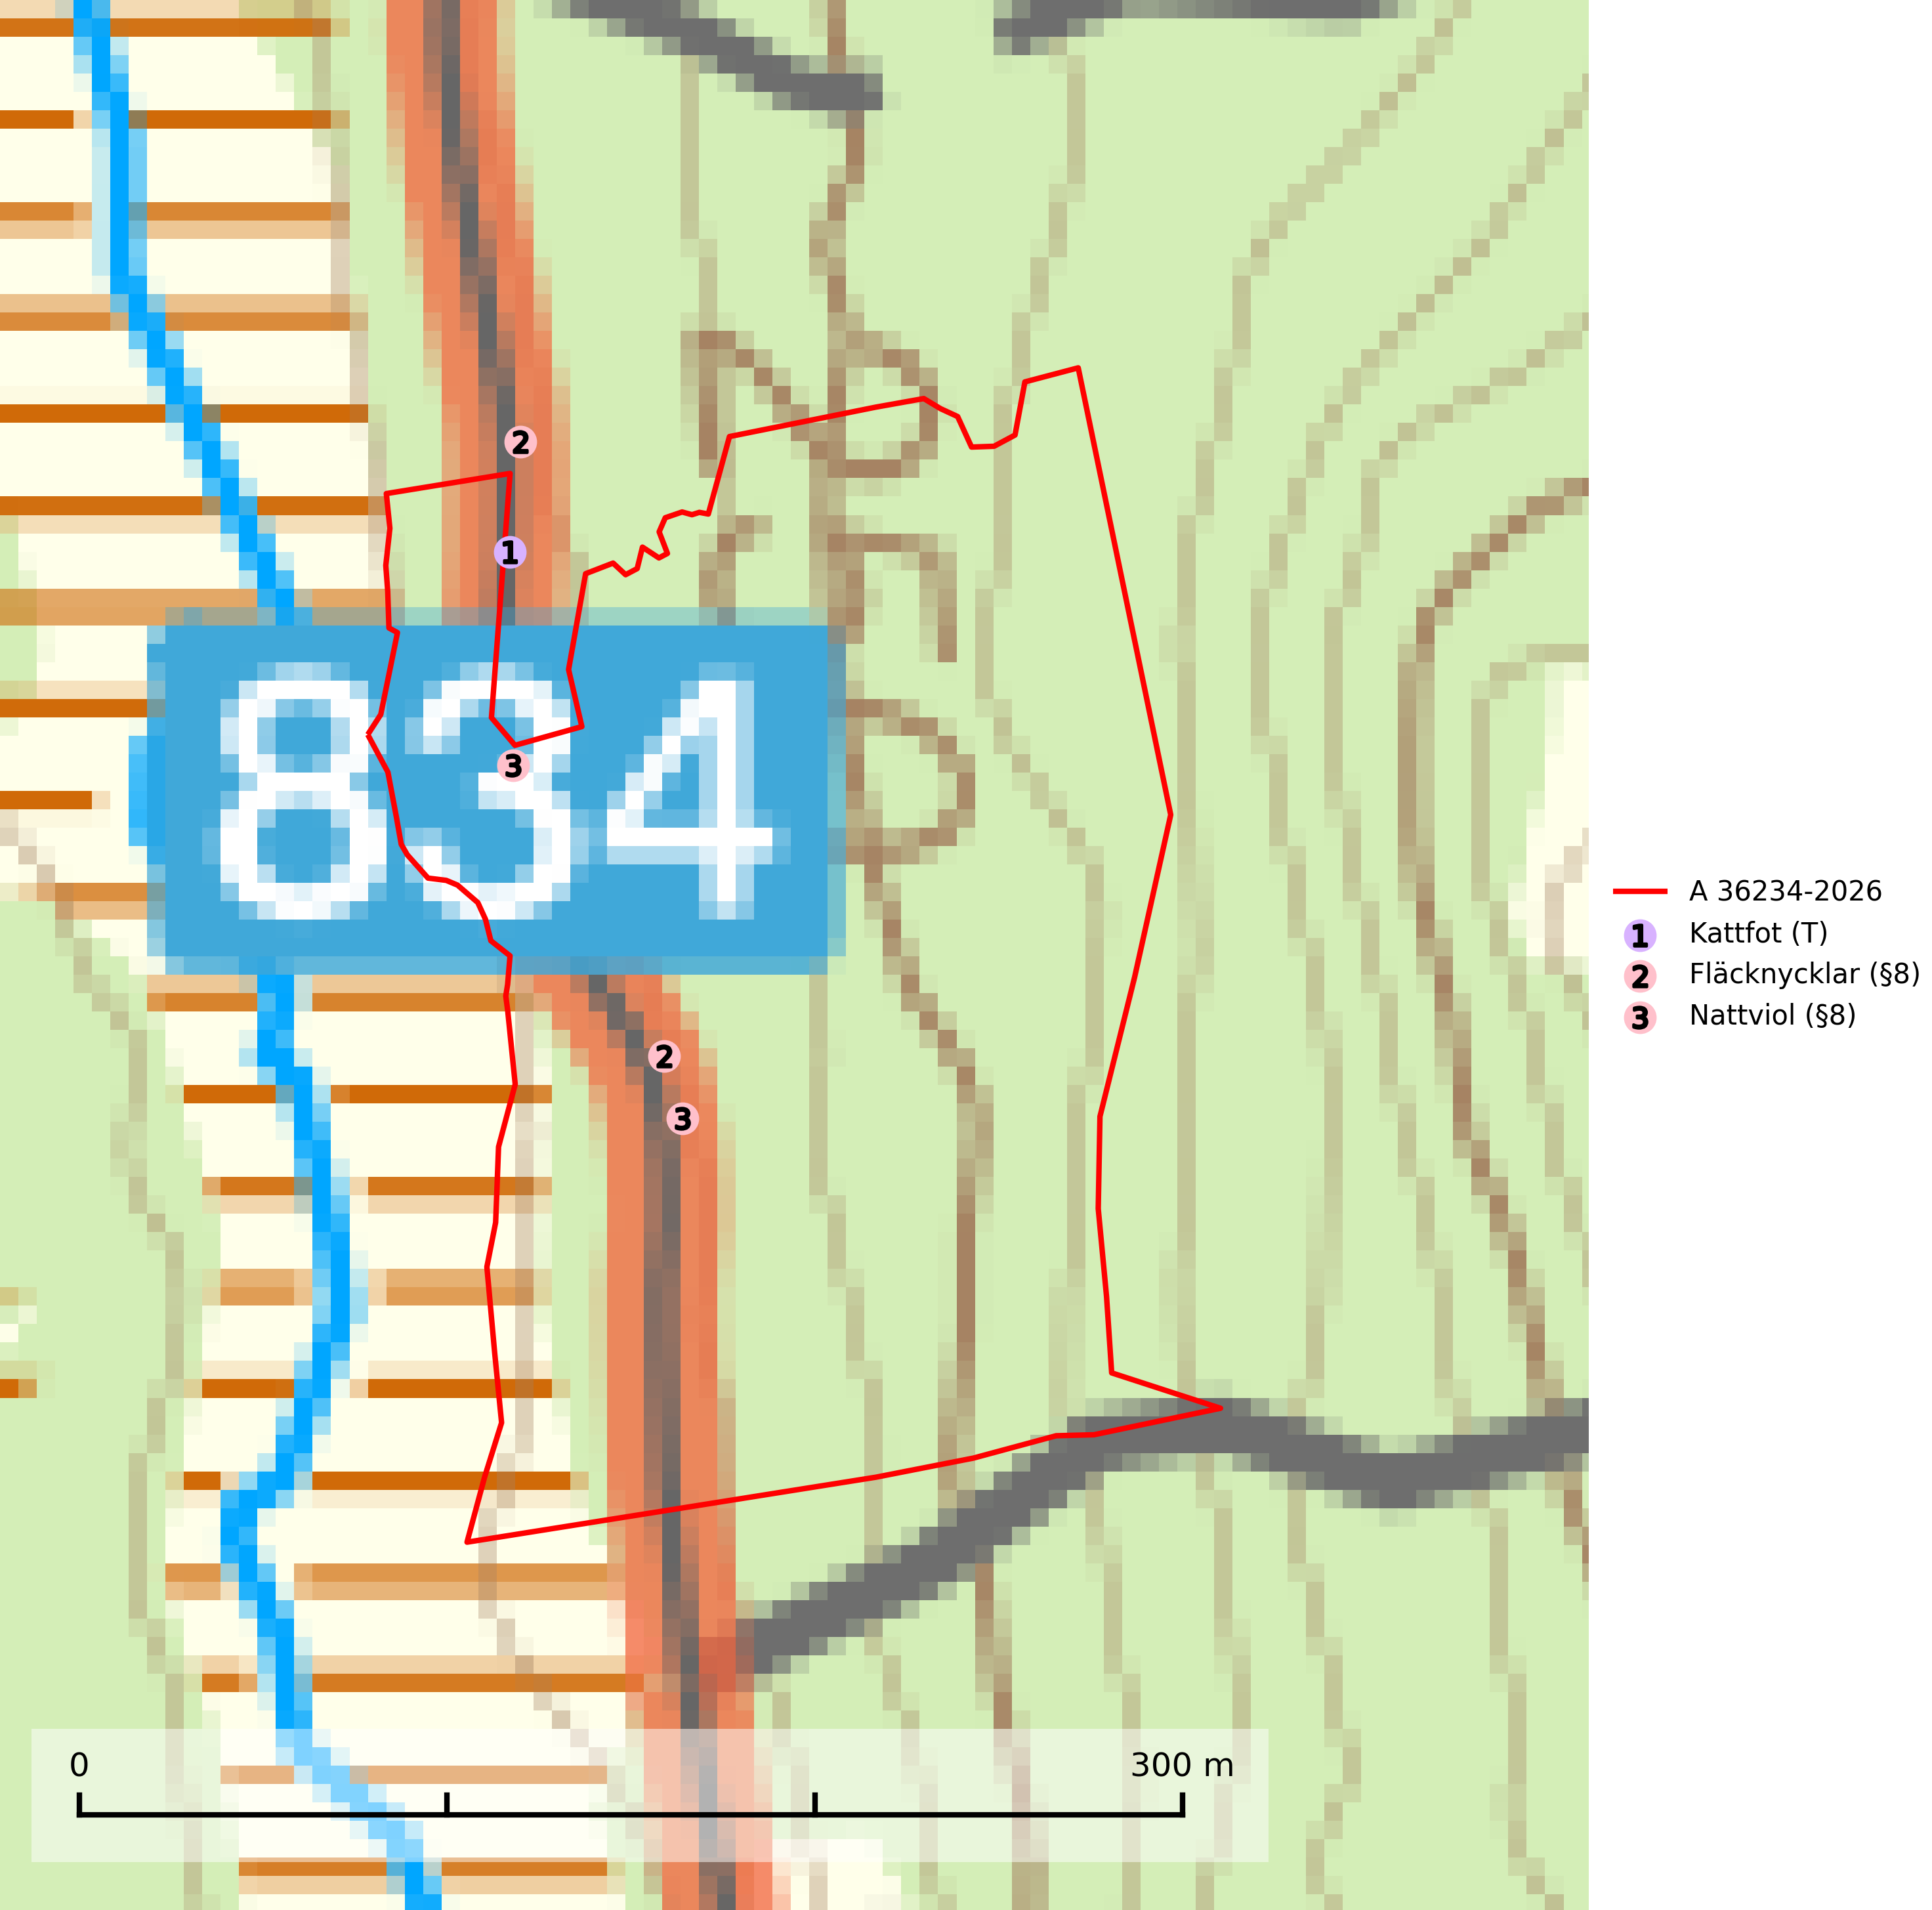 2
1
834
3
2
3
A 36234-2026
1 Kattfot (T)
2 Fläcknycklar (§8)
3 Nattviol (§8)
0 300 m